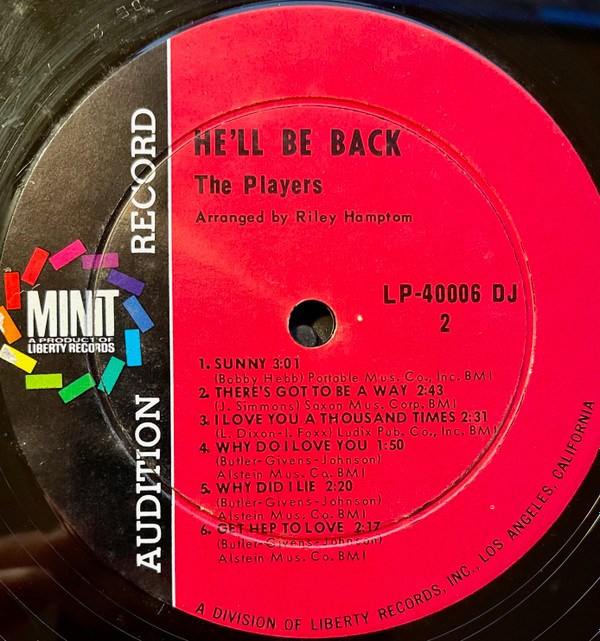 HE'LL BE BACK
The Players
Arranged by Riley Hamptom
LP-40006 DJ
2
1. SUNNY 3:01
(Bobby Hebb) Portable Mus. Co., Inc. BMI
2. THERE'S GOT TO BE A WAY 2:43
(J. Simmons) Saxon Mus. Corp. BMI
3. I LOVE YOU A THOUSAND TIMES 2:31
(L. Dixon-I. Foxx) Ludix Pub. Co., Inc. BMI
4. WHY DO I LOVE YOU 1:50
(Butler-Givens-Johnson)
Alstein Mus. Co. BMI
5. WHY DID I LIE 2:20
(Butler-Givens-Johnson)
Alstein Mus. Co. BMI
6. GET HEP TO LOVE 2:17
(Butler-Givens-Johnson)
Alstein Mus. Co. BMI
AUDITION RECORD
MINIT
A PRODUCT OF
LIBERTY RECORDS
A DIVISION OF LIBERTY RECORDS, INC., LOS ANGELES, CALIFORNIA